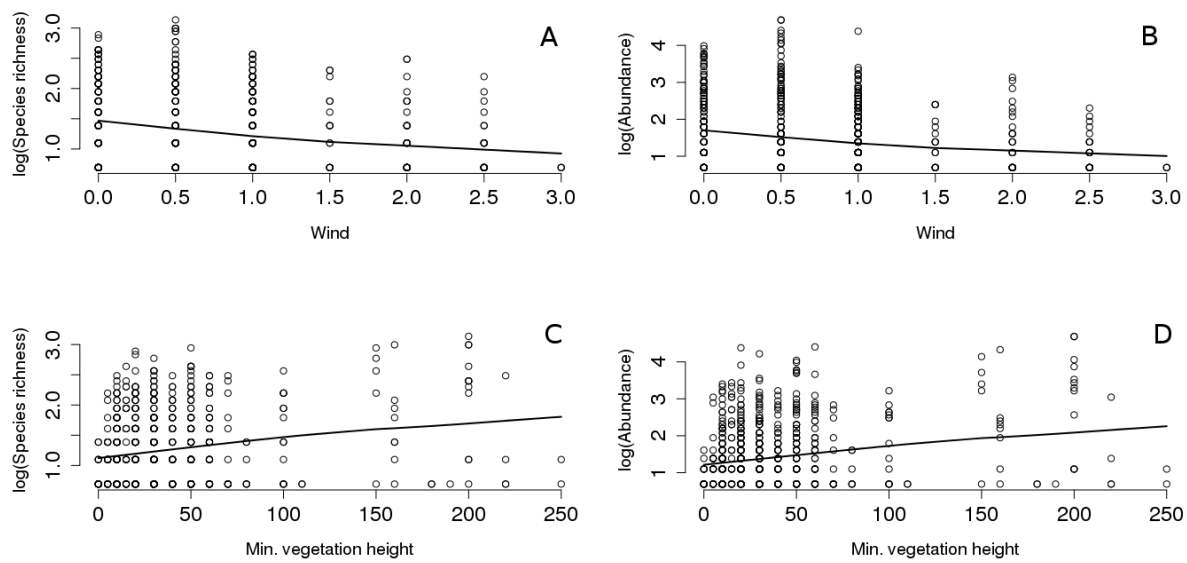 A
log(Species richness)
3.0
2.0
1.0
0.0 0.5 1.0 1.5 2.0 2.5 3.0
Wind
B
log(Abundance)
4
3
2
1
0.0 0.5 1.0 1.5 2.0 2.5 3.0
Wind
C
log(Species richness)
3.0
2.0
1.0
0 50 100 150 200 250
Min. vegetation height
D
log(Abundance)
4
3
2
1
0 50 100 150 200 250
Min. vegetation height